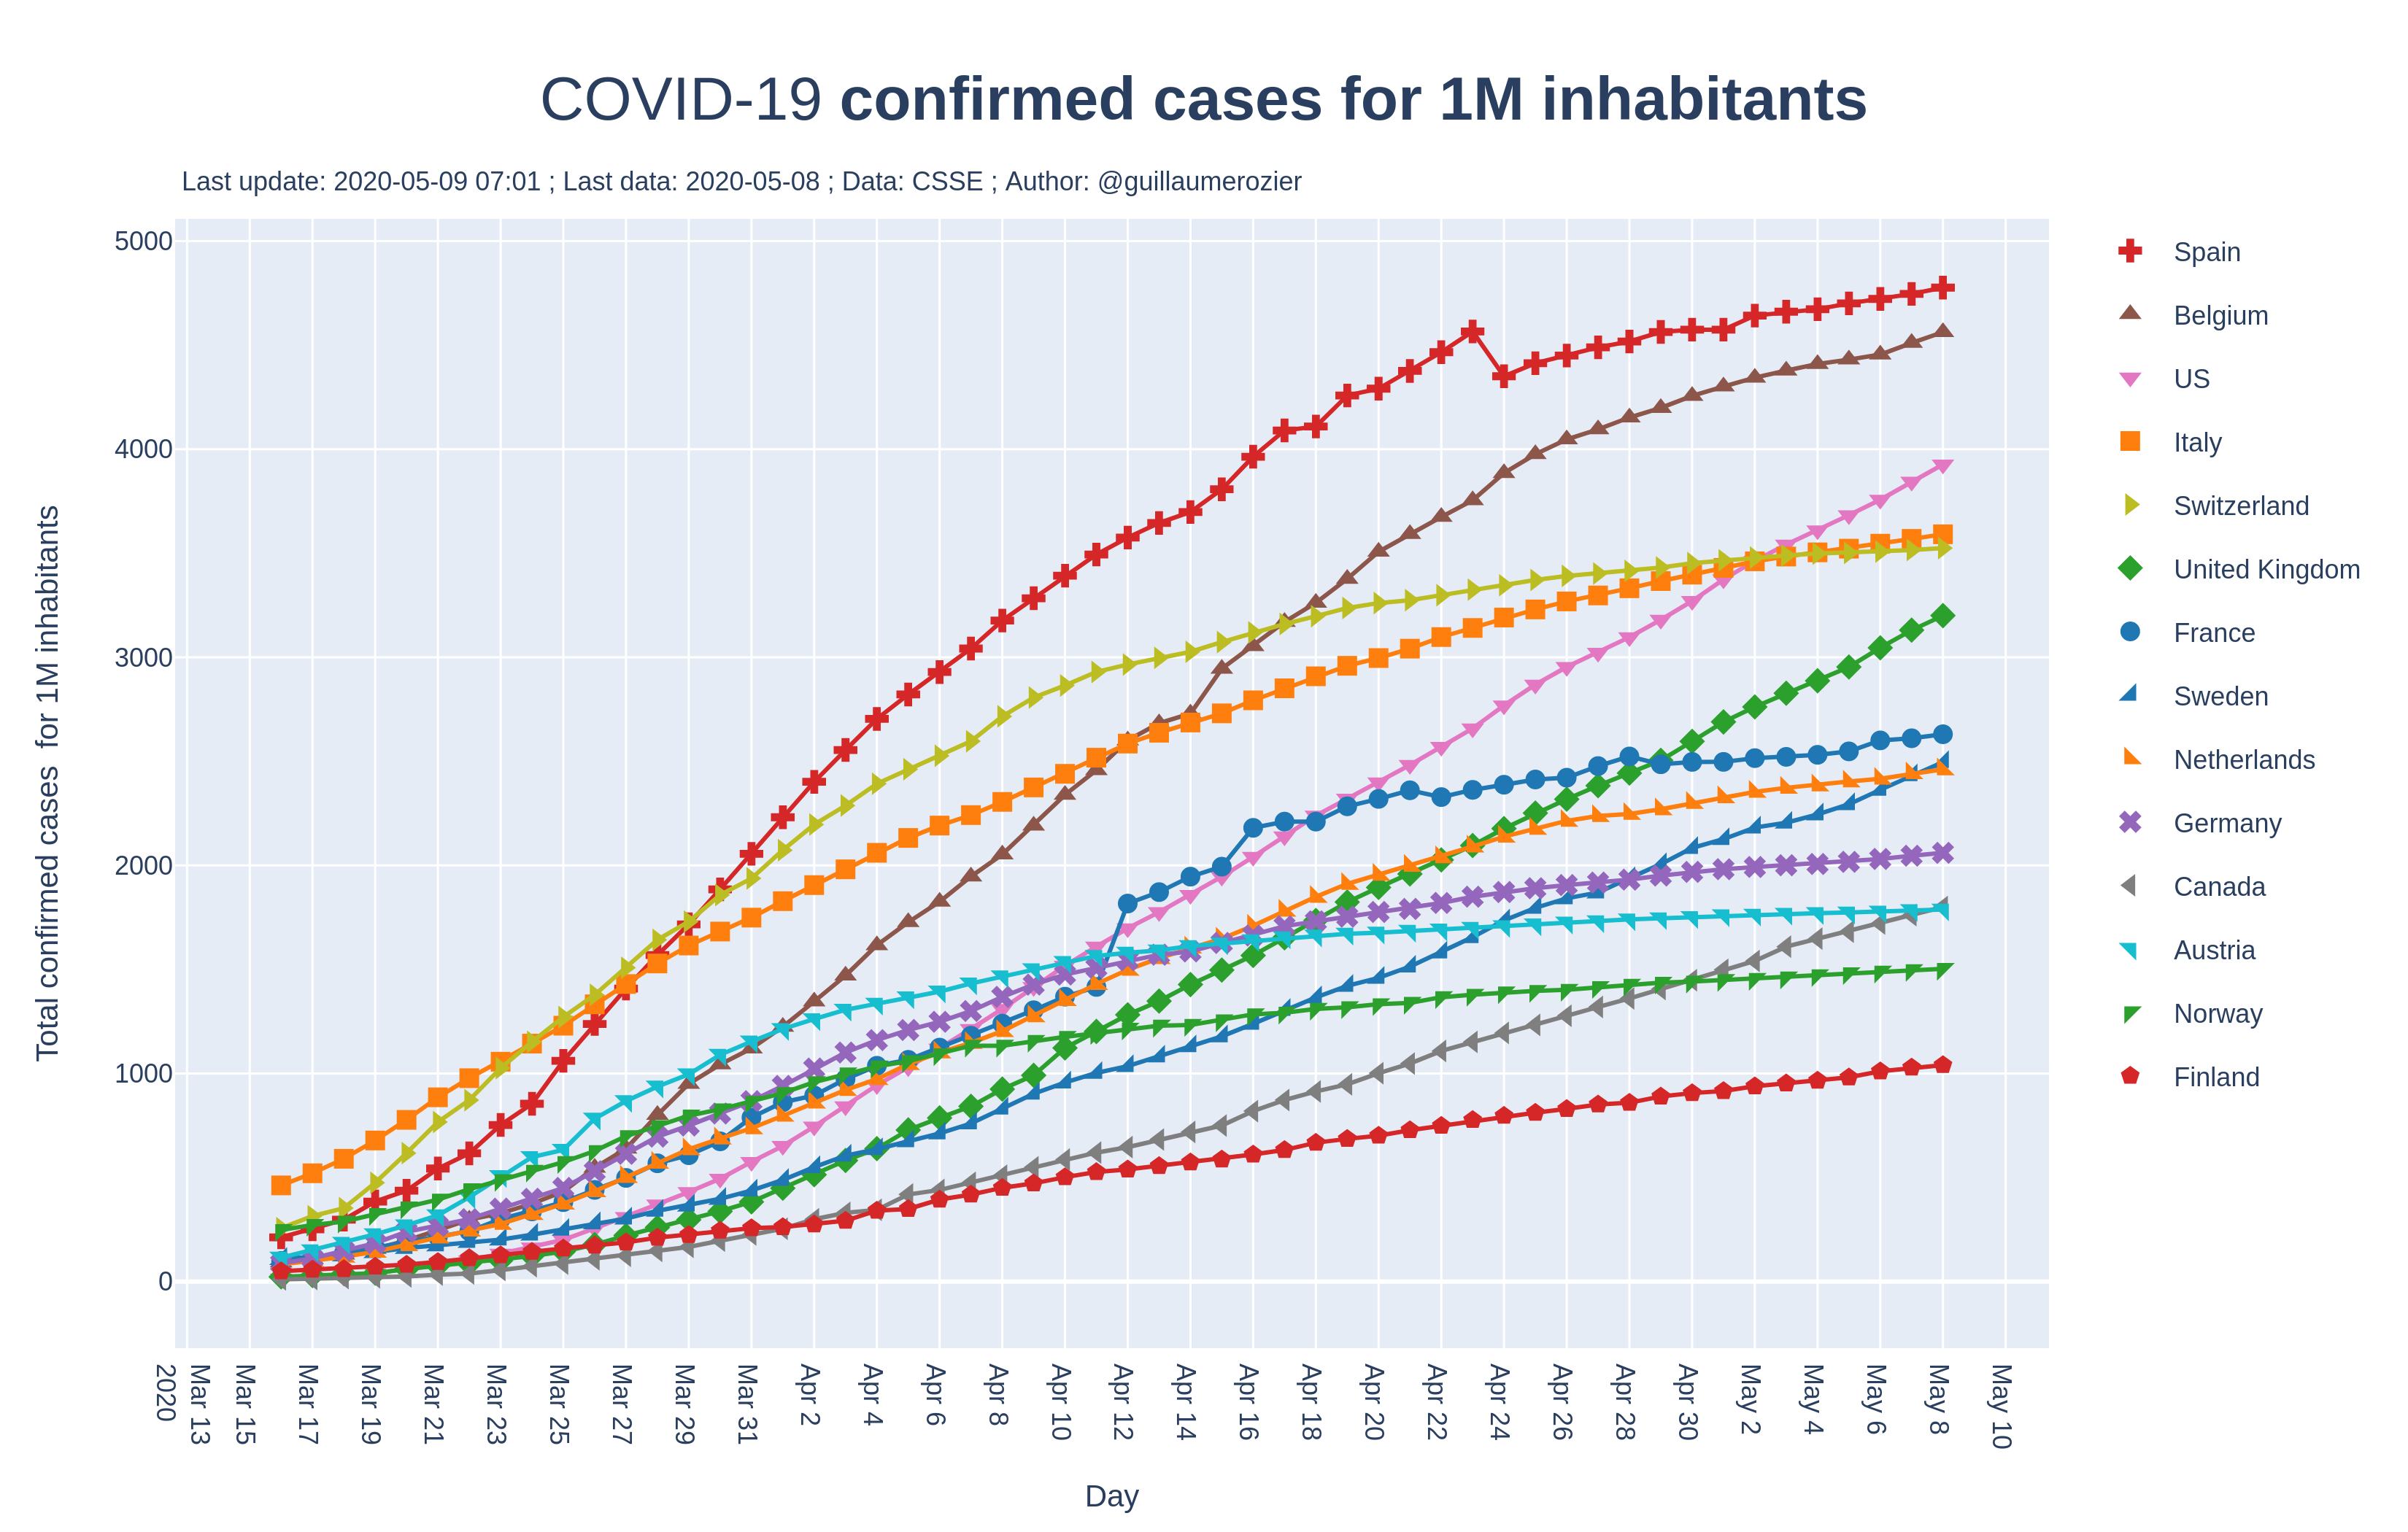 COVID-19 confirmed cases for 1M inhabitants
Last update: 2020-05-09 07:01 ; Last data: 2020-05-08 ; Data: CSSE ; Author: @guillaumerozier
Total confirmed cases  for 1M inhabitants
5000
4000
3000
2000
1000
0
Mar 13
2020
Mar 15
Mar 17
Mar 19
Mar 21
Mar 23
Mar 25
Mar 27
Mar 29
Mar 31
Apr 2
Apr 4
Apr 6
Apr 8
Apr 10
Apr 12
Apr 14
Apr 16
Apr 18
Apr 20
Apr 22
Apr 24
Apr 26
Apr 28
Apr 30
May 2
May 4
May 6
May 8
May 10
Day
Spain
Belgium
US
Italy
Switzerland
United Kingdom
France
Sweden
Netherlands
Germany
Canada
Austria
Norway
Finland